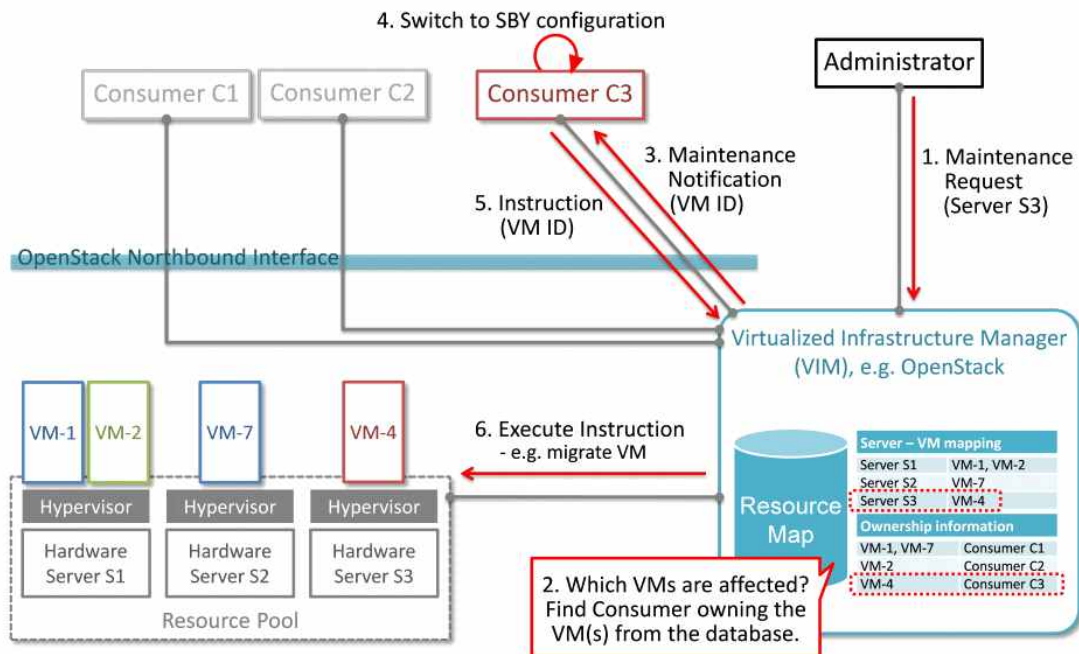 4. Switch to SBY configuration
Consumer C1
Consumer C2
Consumer C3
Administrator
3. Maintenance
Notification
(VM ID)
1. Maintenance
Request
(Server S3)
5. Instruction
(VM ID)
OpenStack Northbound Interface
Virtualized Infrastructure Manager
(VIM), e.g. OpenStack
VM-1
VM-2
VM-7
VM-4
6. Execute Instruction
- e.g. migrate VM
Resource
Map
Server – VM mapping
Server S1 VM-1, VM-2
Server S2 VM-7
Server S3 VM-4
Ownership information
VM-1, VM-7 Consumer C1
VM-2 Consumer C2
VM-4 Consumer C3
Hypervisor
Hypervisor
Hypervisor
Hardware
Server S1
Hardware
Server S2
Hardware
Server S3
Resource Pool
2. Which VMs are affected?
Find Consumer owning the
VM(s) from the database.